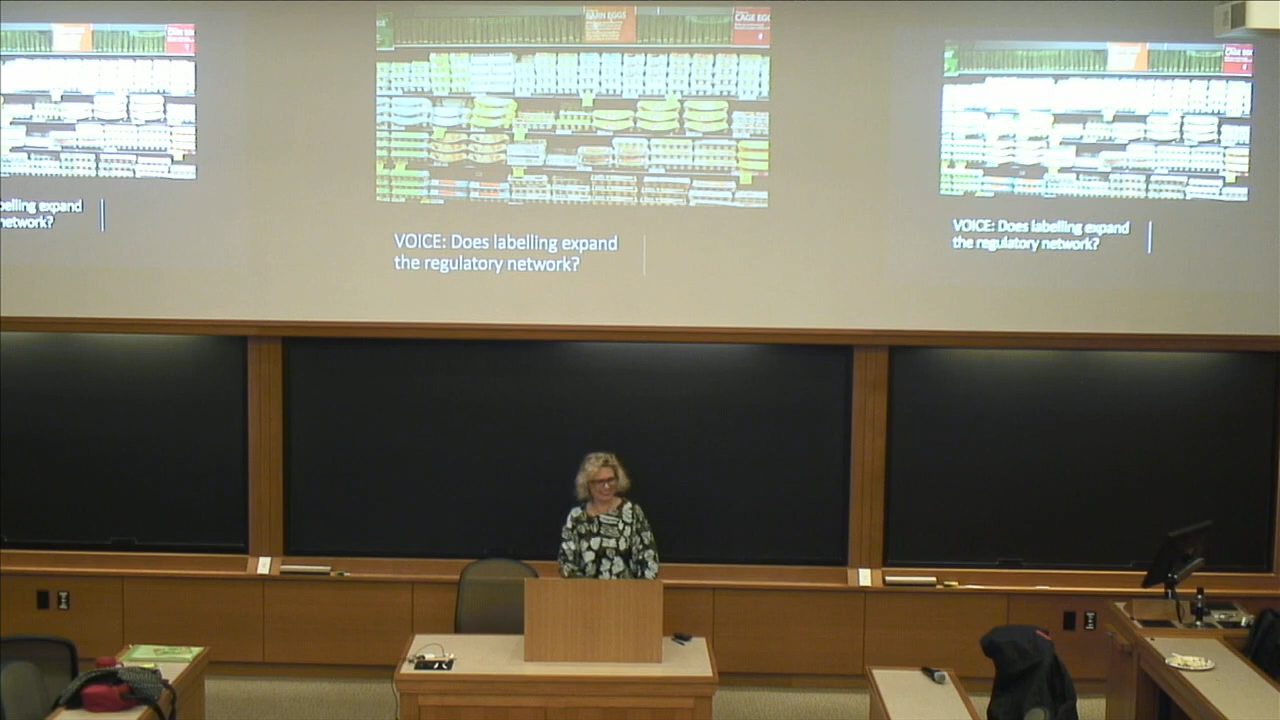 BARN EGGS
CAGE EGG
belling expand
network?
VOICE: Does labelling expand
the regulatory network?
VOICE: Does labelling expand
the regulatory network?